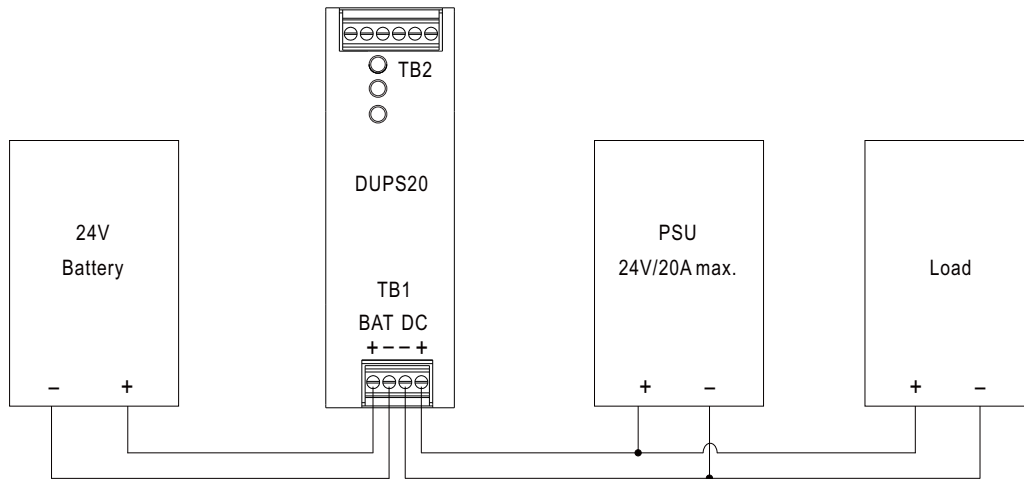 TB2
DUPS20
24V
Battery
PSU
24V/20A max.
Load
TB1
BAT DC
+ − − +
− +
+ −
+ −